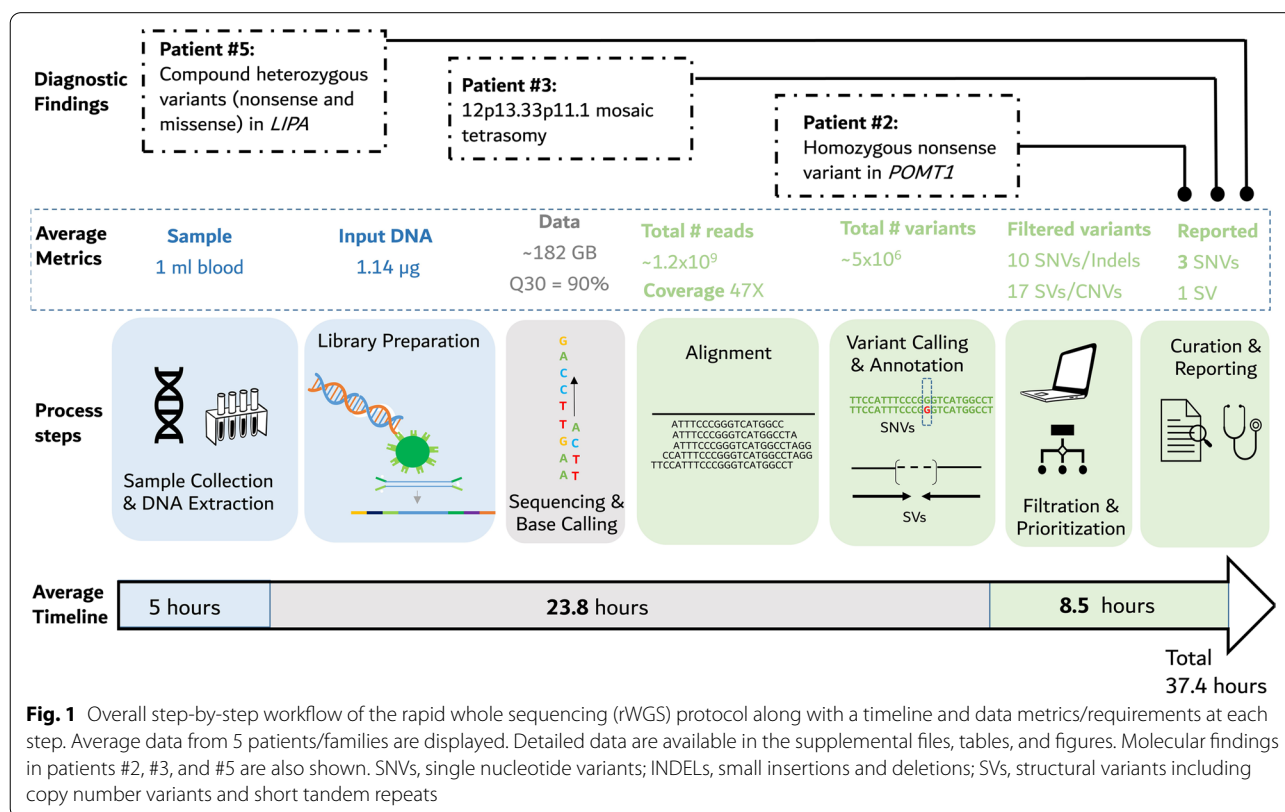 Diagnostic
Findings
Patient #5:
Compound heterozygous
variants (nonsense and
missense) in LIPA
Patient #3:
12p13.33p11.1 mosaic
tetrasomy
Patient #2:
Homozygous nonsense
variant in POMT1
Average
Metrics
Sample
1 ml blood
Input DNA
1.14 µg
Data
~182 GB
Q30 = 90%
Total # reads
~1.2x10⁹
Coverage 47X
Total # variants
~5x10⁶
Filtered variants
10 SNVs/Indels
17 SVs/CNVs
Reported
3 SNVs
1 SV
Process
steps
Sample Collection
& DNA Extraction
Library Preparation
G
A
C
C
T
T A
G C
A T
A T
Sequencing &
Base Calling
Alignment
ATTTCCCGGGTCATGGCC
ATTTCCCGGGTCATGGCCTA
ATTTCCCGGGTCATGGCCTAGG
CCATTTCCCGGGTCATGGCCTAGG
TTCCATTTCCCGGGTCATGGCCT
Variant Calling
& Annotation
TTCCATTTCCCGGGTCATGGCCT
TTCCATTTCCCGGGTCATGGCCT
SNVs
SVs
Filtration &
Prioritization
Curation &
Reporting
Average
Timeline
5 hours
23.8 hours
8.5 hours
Total
37.4 hours
Fig. 1 Overall step-by-step workflow of the rapid whole sequencing (rWGS) protocol along with a timeline and data metrics/requirements at each
step. Average data from 5 patients/families are displayed. Detailed data are available in the supplemental files, tables, and figures. Molecular findings
in patients #2, #3, and #5 are also shown. SNVs, single nucleotide variants; INDELs, small insertions and deletions; SVs, structural variants including
copy number variants and short tandem repeats